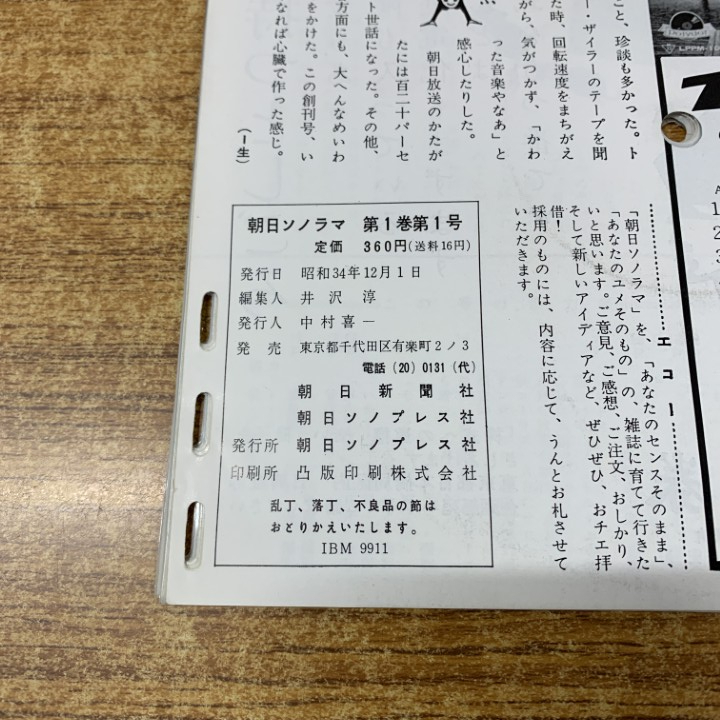 こと、珍談も多かった。ト
ー・ザイラーのテープを聞
た時、回転速度をまちがえ
がら、気がつかず、「かわ
った音楽やなあ」と
感心したりした。
朝日放送のかたが
たには百二十パーセ
ト世話になった。その他、
方面にも、大へんなめいわ
をかけた。この創刊号、い
なれば心臓で作った感じ。
(I生)
エコー
「朝日ソノラマ」を、「あなたのセンスそのまま」、
「あなたのユメそのもの」の、雑誌に育てて行きた
いと思います。ご意見、ご感想、ご注文、おしかり、
そして新しいアイディアなど、ぜひぜひ、おチエ拝
借!
採用のものには、内容に応じて、うんとお札させて
いただきます。
朝日ソノラマ 第1巻第1号
定価 360円(送料16円)
発行日 昭和34年12月1日
編集人 井沢淳
発行人 中村喜一
発売 東京都千代田区有楽町2ノ3
電話(20)0131(代)
朝日新聞社
朝日ソノプレス社
発行所 朝日ソノプレス社
印刷所 凸版印刷株式会社
乱丁、落丁、不良品の節は
おとりかえいたします。
IBM 9911